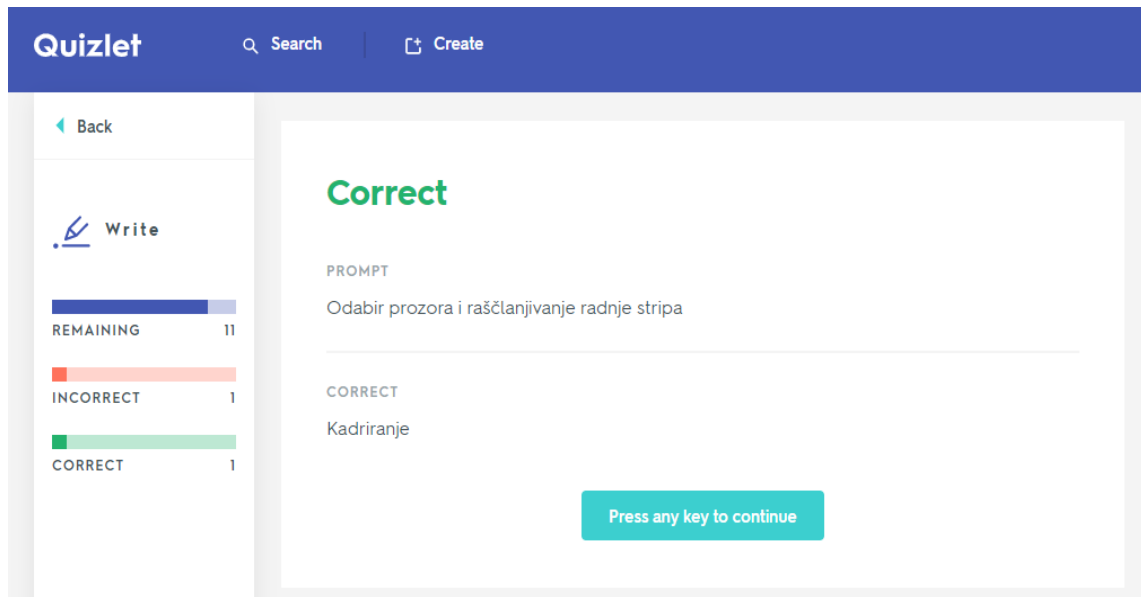 Quizlet
Search
Create
Back
Write
REMAINING 11
INCORRECT 1
CORRECT 1
Correct
PROMPT
Odabir prozora i raščlanjivanje radnje stripa
CORRECT
Kadriranje
Press any key to continue